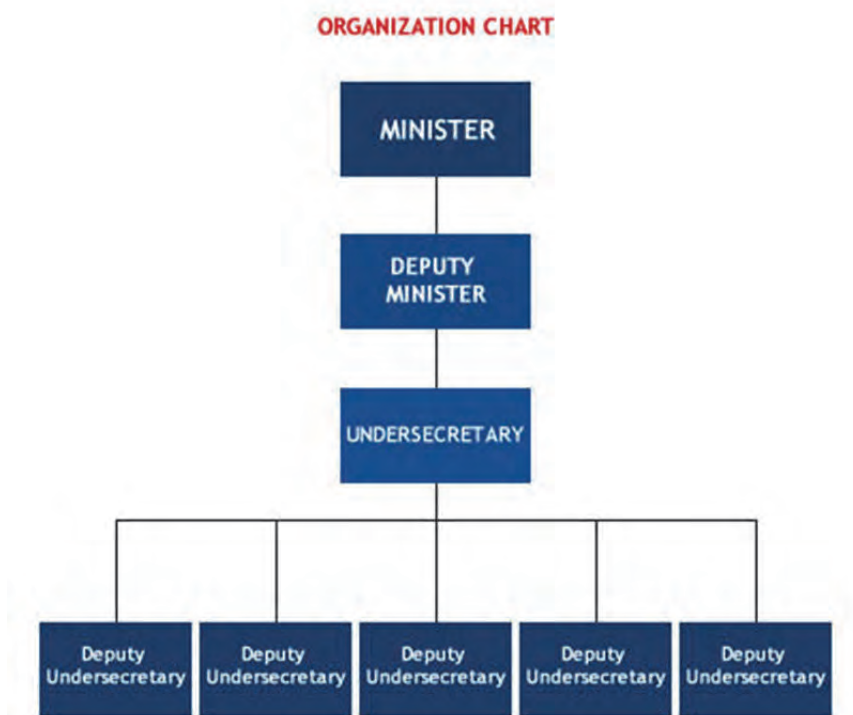 ORGANIZATION CHART
MINISTER
DEPUTY
MINISTER
UNDERSECRETARY
Deputy
Undersecretary
Deputy
Undersecretary
Deputy
Undersecretary
Deputy
Undersecretary
Deputy
Undersecretary